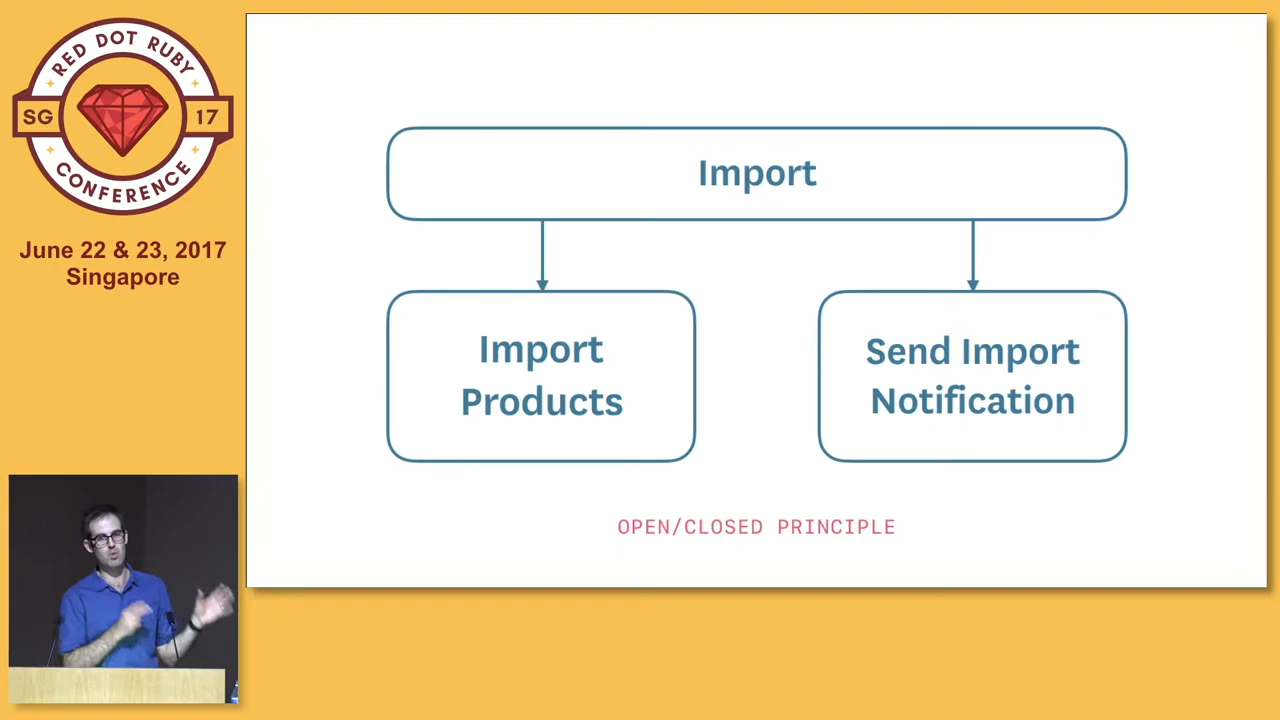 RED DOT RUBY
SG
17
CONFERENCE
June 22 & 23, 2017
Singapore
Import
Import
Products
Send Import
Notification
OPEN/CLOSED PRINCIPLE